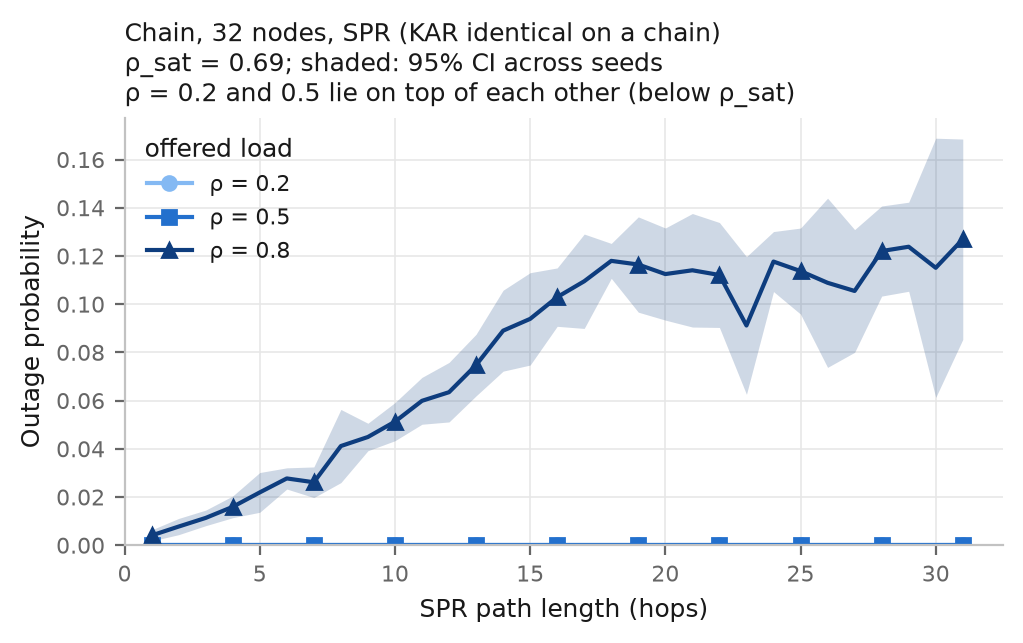 Chain, 32 nodes, SPR (KAR identical on a chain)
ρ_sat = 0.69; shaded: 95% CI across seeds
ρ = 0.2 and 0.5 lie on top of each other (below ρ_sat)
offered load
ρ = 0.2
ρ = 0.5
ρ = 0.8
Outage probability
0.16
0.14
0.12
0.10
0.08
0.06
0.04
0.02
0.00
0 5 10 15 20 25 30
SPR path length (hops)